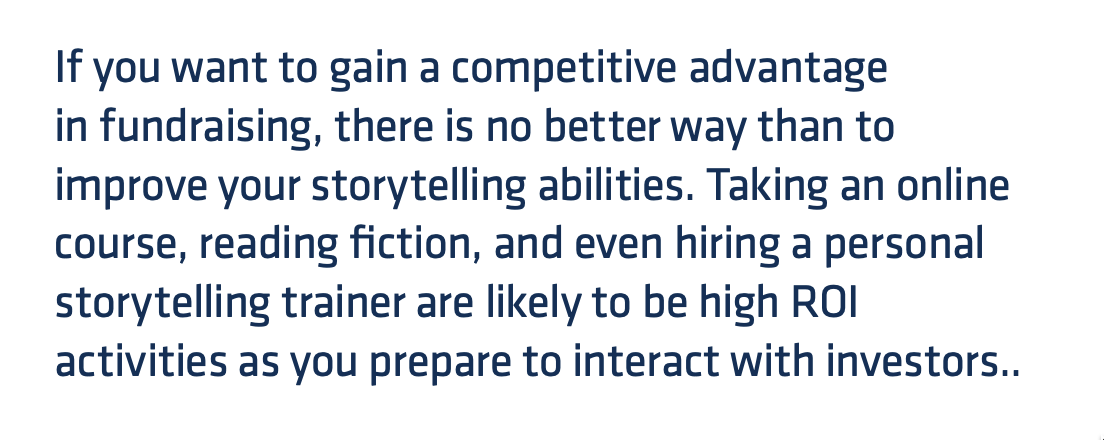 If you want to gain a competitive advantage
in fundraising, there is no better way than to
improve your storytelling abilities. Taking an online
course, reading fiction, and even hiring a personal
storytelling trainer are likely to be high ROI
activities as you prepare to interact with investors..